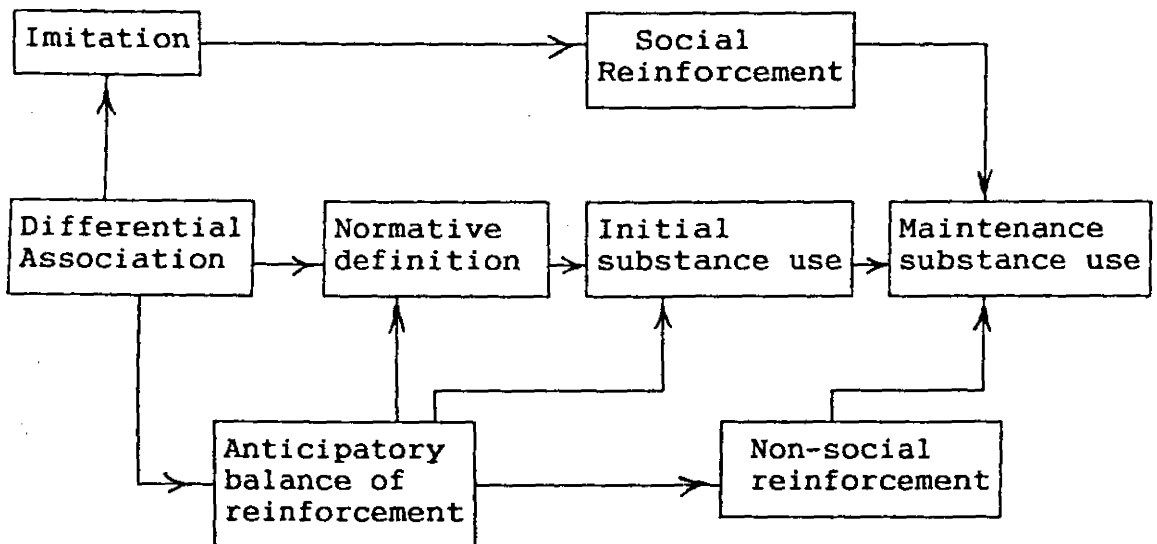 Imitation
Social
Reinforcement
Differential
Association
Normative
definition
Initial
substance use
Maintenance
substance use
Anticipatory
balance of
reinforcement
Non-social
reinforcement